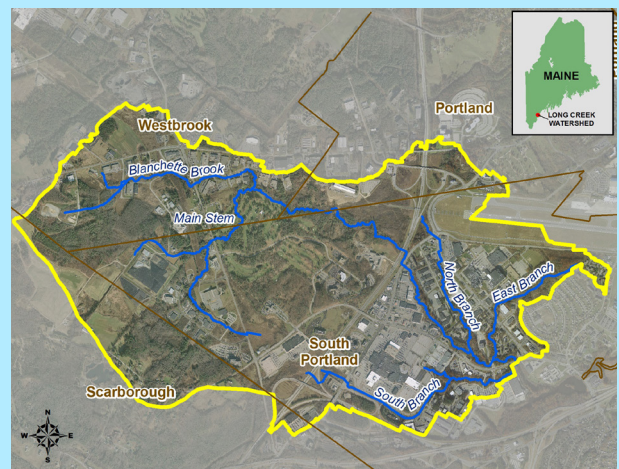 MAINE
LONG CREEK
WATERSHED
Portland
Westbrook
Blanchette Brook
Main Stem
East Branch
North Branch
South
Portland
South Branch
Scarborough
N
W
E
S